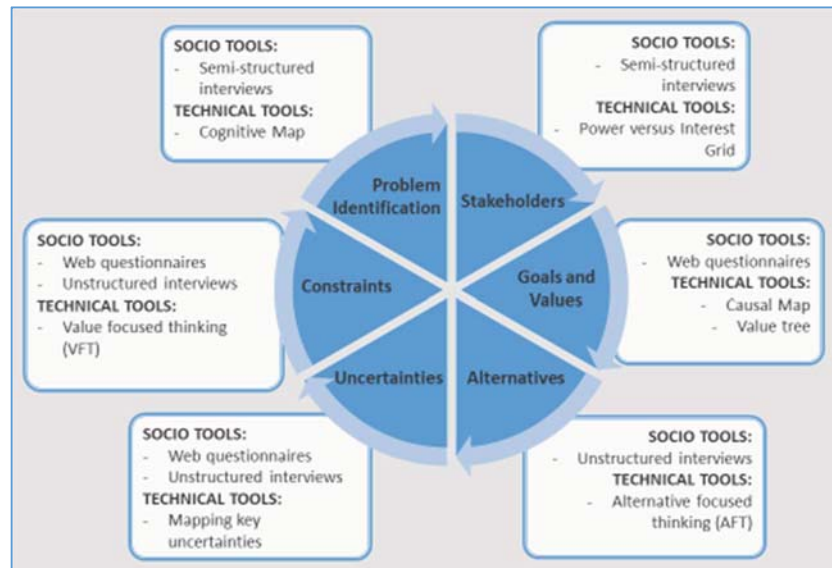 SOCIO TOOLS:
- Semi-structured
interviews
TECHNICAL TOOLS:
- Cognitive Map
SOCIO TOOLS:
- Semi-structured
interviews
TECHNICAL TOOLS:
- Power versus Interest
Grid
Problem
Identification
Stakeholders
SOCIO TOOLS:
- Web questionnaires
- Unstructured interviews
TECHNICAL TOOLS:
- Value focused thinking
(VFT)
Constraints
Goals and
Values
SOCIO TOOLS:
- Web questionnaires
TECHNICAL TOOLS:
- Causal Map
- Value tree
Uncertainties
Alternatives
SOCIO TOOLS:
- Web questionnaires
- Unstructured interviews
TECHNICAL TOOLS:
- Mapping key
uncertainties
SOCIO TOOLS:
- Unstructured interviews
TECHNICAL TOOLS:
- Alternative focused
thinking (AFT)